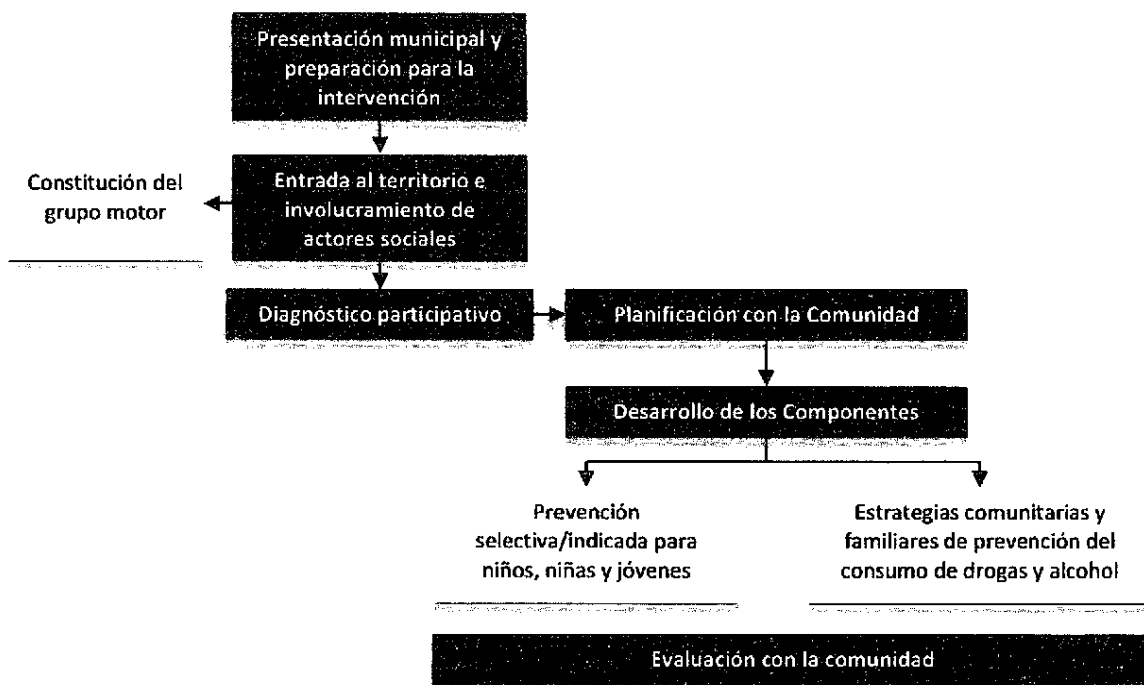 Presentación municipal y
preparación para la
intervención
Constitución del
grupo motor
Entrada al territorio e
involucramiento de
actores sociales
Diagnóstico participativo
Planificación con la Comunidad
Desarrollo de los Componentes
Prevención
selectiva/indicada para
niños, niñas y jóvenes
Estrategias comunitarias y
familiares de prevención del
consumo de drogas y alcohol
Evaluación con la comunidad